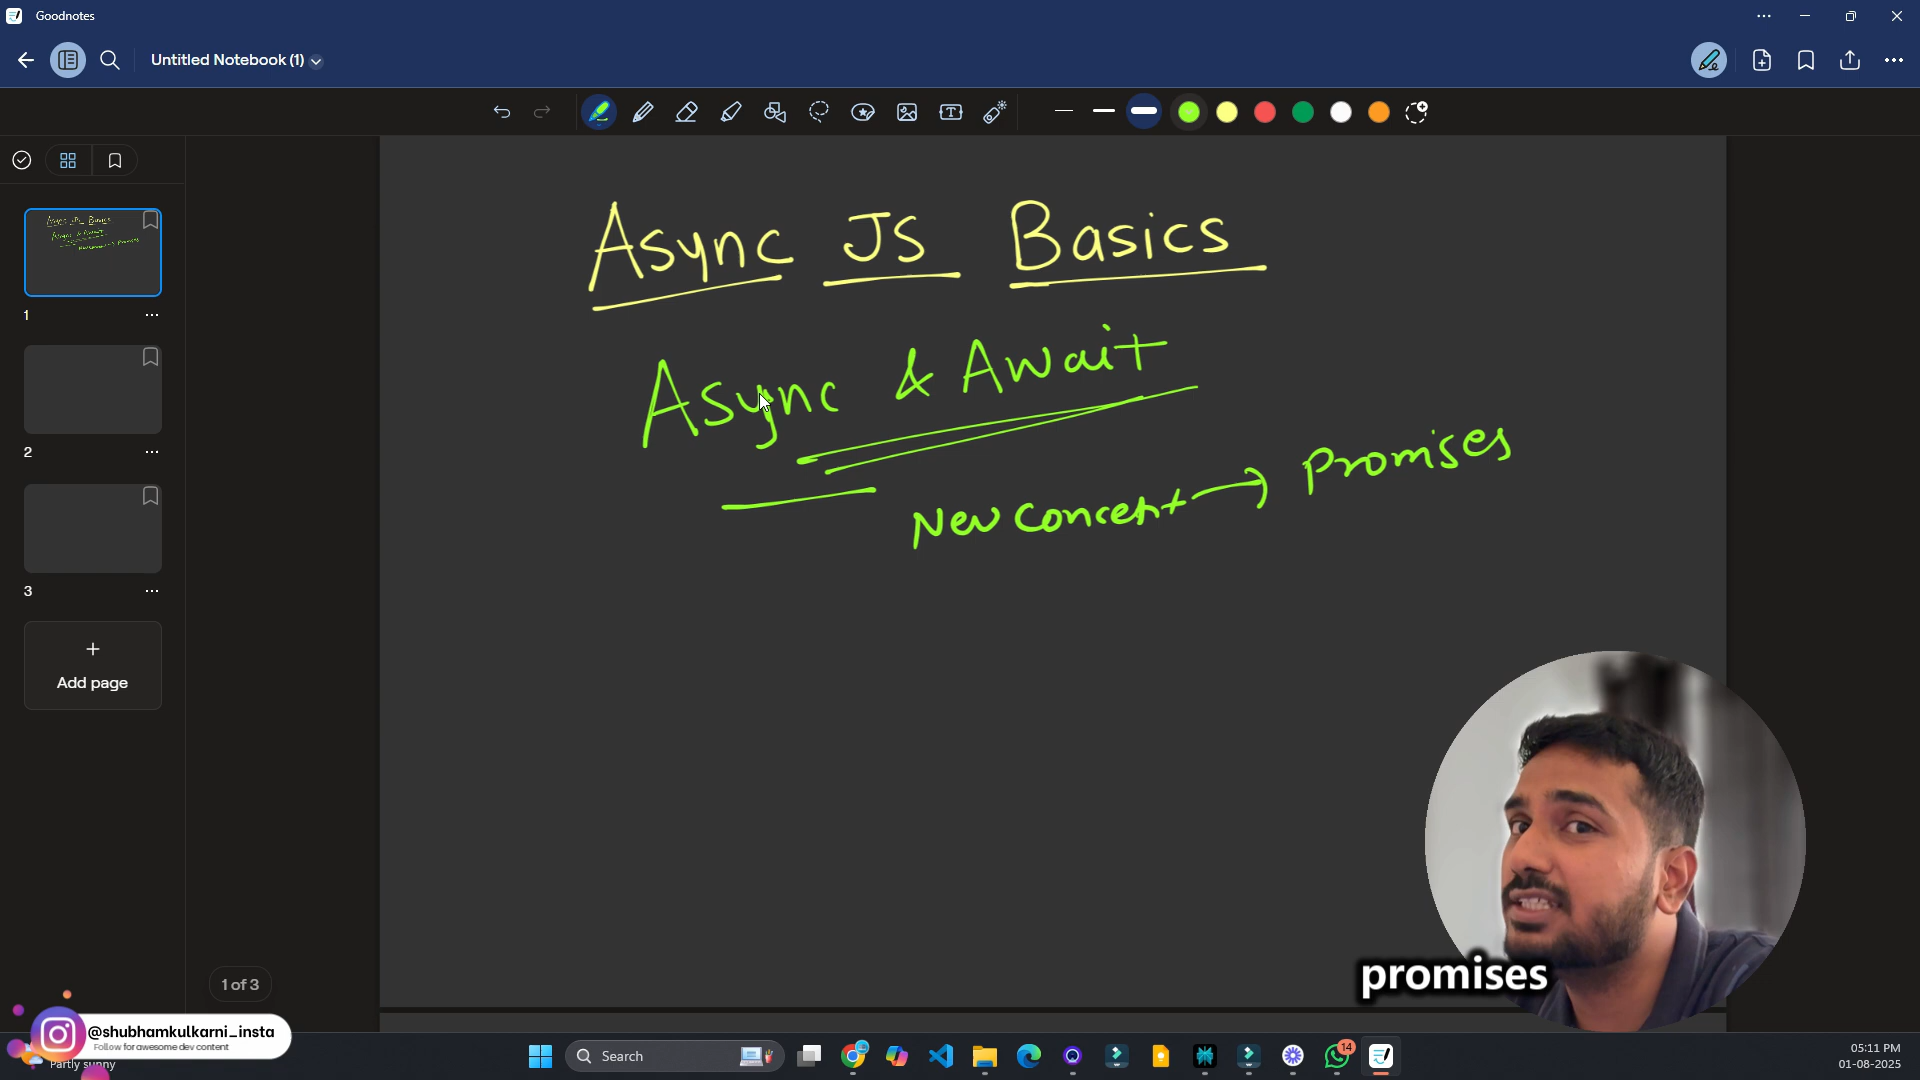 Goodnotes
Untitled Notebook (1)
Async JS Basics
Async & Await
New Concept → Promises
1
2
3
Add page
1 of 3
promises
@shubhamkulkarni_insta
Follow for awesome dev content
Partly sunny
Search
14
05:11 PM
01-08-2025